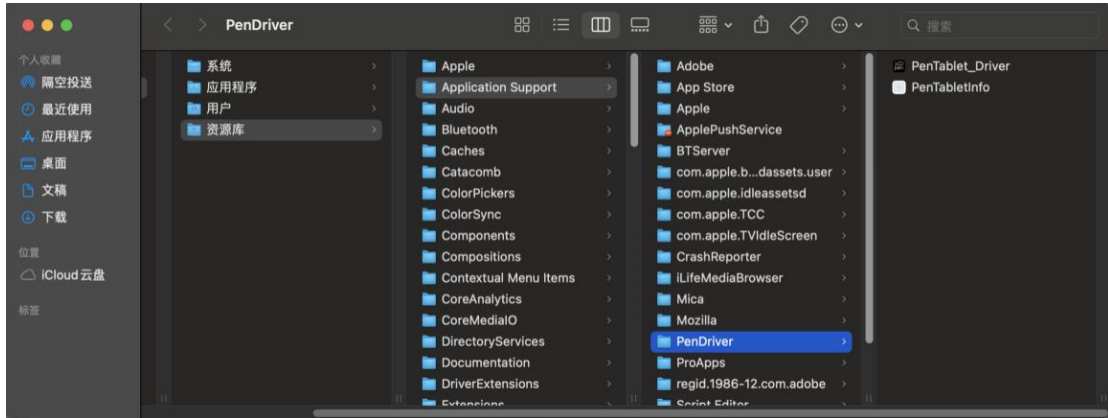 PenDriver
搜索
个人收藏
隔空投送
最近使用
应用程序
桌面
文稿
下载
位置
iCloud云盘
标签
系统
应用程序
用户
资源库
Apple
Application Support
Audio
Bluetooth
Caches
Catacomb
ColorPickers
ColorSync
Components
Compositions
Contextual Menu Items
CoreAnalytics
CoreMediaIO
DirectoryServices
Documentation
DriverExtensions
Extensions
Adobe
App Store
Apple
ApplePushService
BTServer
com.apple.b...dassets.user
com.apple.idleassetsd
com.apple.TCC
com.apple.TVIdleScreen
CrashReporter
iLifeMediaBrowser
Mica
Mozilla
PenDriver
ProApps
regid.1986-12.com.adobe
Script Editor
PenTablet_Driver
PenTabletInfo